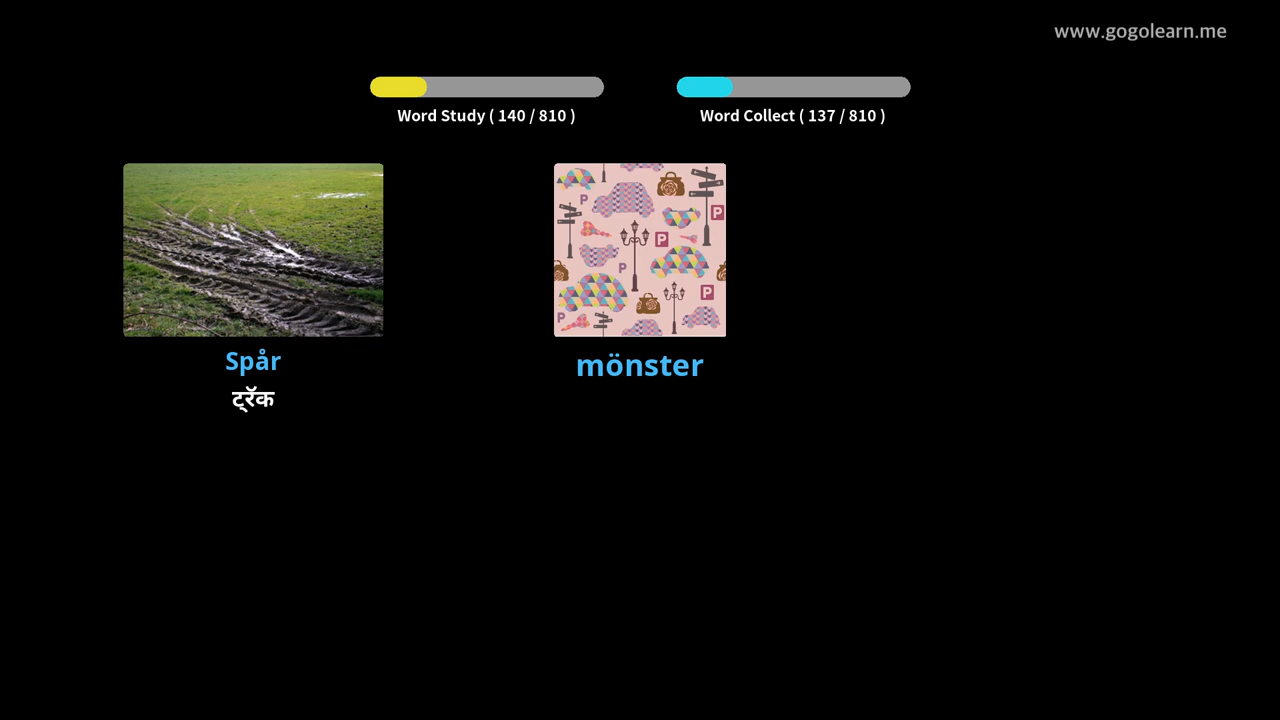 www.gogolearn.me
Word Study ( 140 / 810 )
Word Collect ( 137 / 810 )
Spår
ट्रॅक
mönster
P
P
P
P
P
P